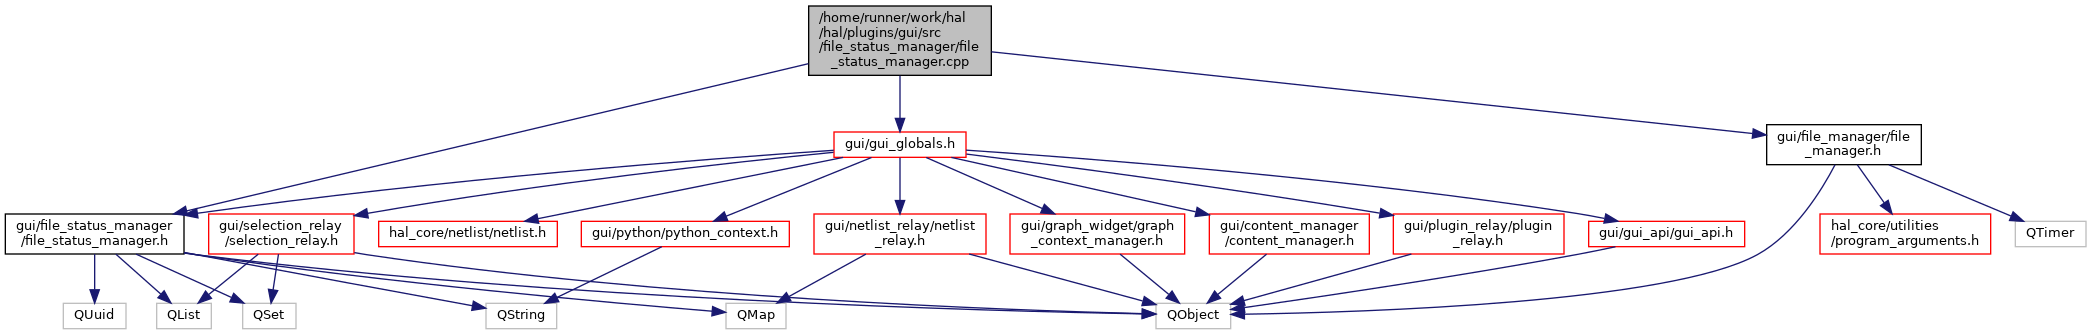 /home/runner/work/hal
/hal/plugins/gui/src
/file_status_manager/file
_status_manager.cpp
gui/gui_globals.h
gui/file_manager/file
_manager.h
gui/file_status_manager
/file_status_manager.h
gui/selection_relay
/selection_relay.h
hal_core/netlist/netlist.h
gui/python/python_context.h
gui/netlist_relay/netlist
_relay.h
gui/graph_widget/graph
_context_manager.h
gui/content_manager
/content_manager.h
gui/plugin_relay/plugin
_relay.h
gui/gui_api/gui_api.h
hal_core/utilities
/program_arguments.h
QTimer
QUuid
QList
QSet
QString
QMap
QObject